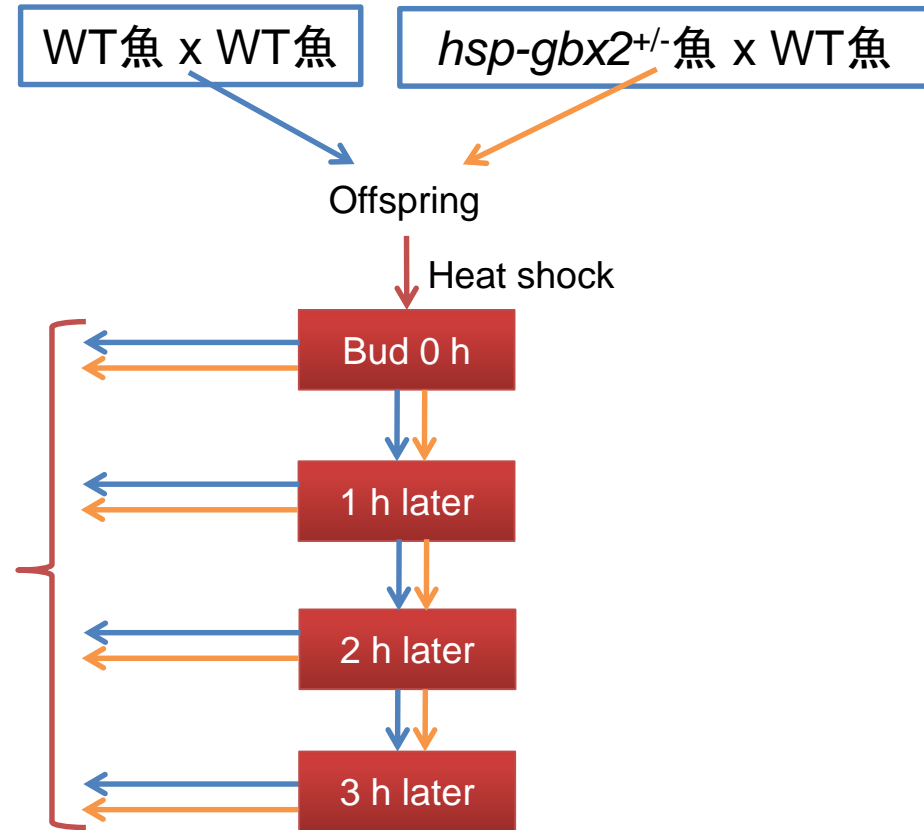 WT魚 x WT魚
hsp-gbx2+/-魚 x WT魚
Offspring
Heat shock
Bud 0 h
1 h later
2 h later
3 h later